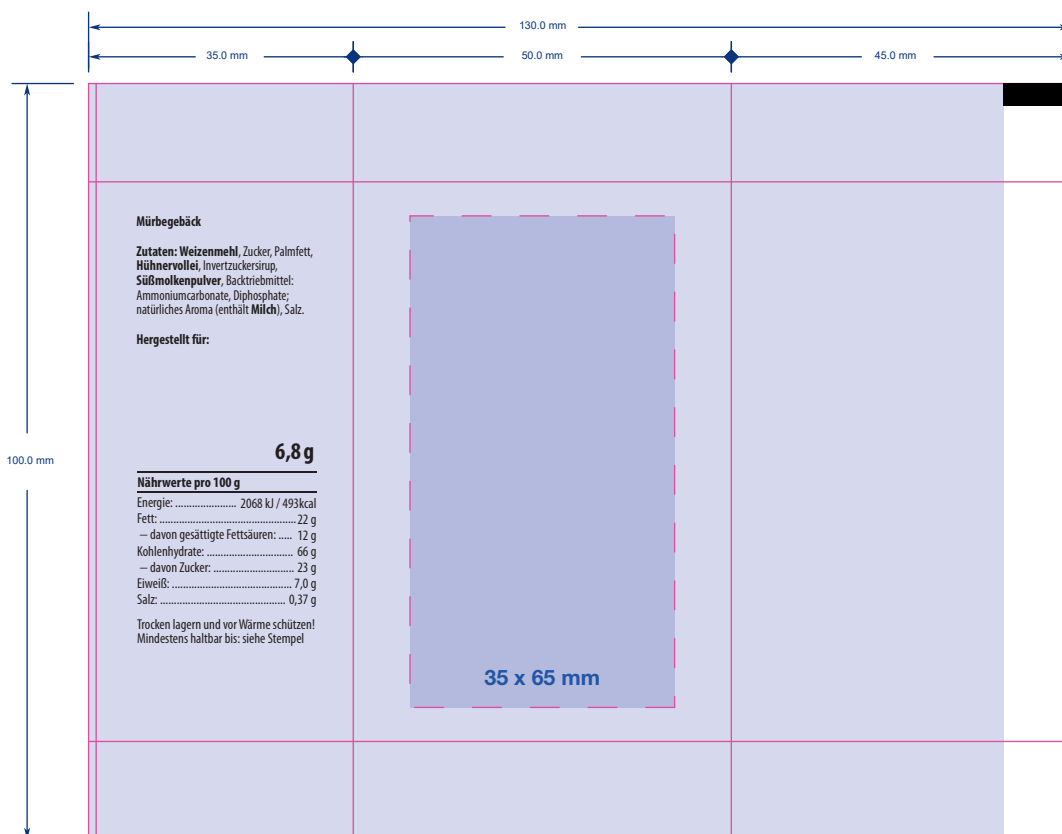 130.0 mm
35.0 mm
50.0 mm
45.0 mm
100.0 mm
Mürbegebäck
Zutaten: Weizenmehl, Zucker, Palmfett,
Hühnervollei, Invertzuckersirup,
Süßmolkenpulver, Backtriebmittel:
Ammoniumcarbonate, Diphosphate;
natürliches Aroma (enthält Milch), Salz.
Hergestellt für:
6,8 g
Nährwerte pro 100 g
Energie: ...................... 2068 kJ / 493kcal
Fett: ................................................ 22 g
– davon gesättigte Fettsäuren: ..... 12 g
Kohlenhydrate: ............................... 66 g
– davon Zucker: ............................. 23 g
Eiweiß: ........................................... 7,0 g
Salz: ............................................. 0,37 g
Trocken lagern und vor Wärme schützen!
Mindestens haltbar bis: siehe Stempel
35 x 65 mm